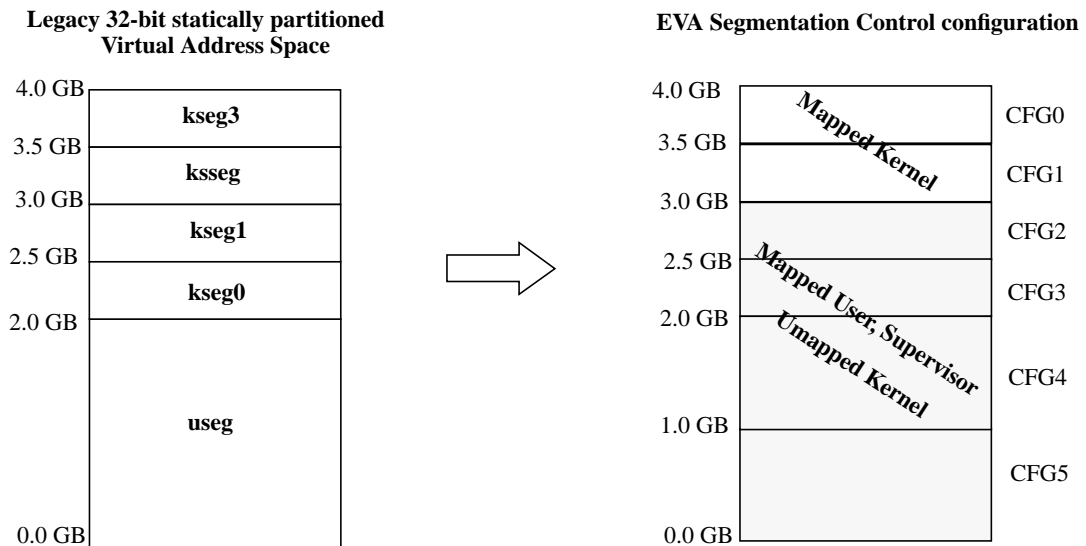 Legacy 32-bit statically partitioned
Virtual Address Space
4.0 GB
kseg3
3.5 GB
ksseg
3.0 GB
kseg1
2.5 GB
kseg0
2.0 GB
useg
0.0 GB
EVA Segmentation Control configuration
4.0 GB
CFG0
Mapped Kernel
3.5 GB
CFG1
3.0 GB
CFG2
2.5 GB
Mapped User, Supervisor
CFG3
2.0 GB
Umapped Kernel
CFG4
1.0 GB
CFG5
0.0 GB